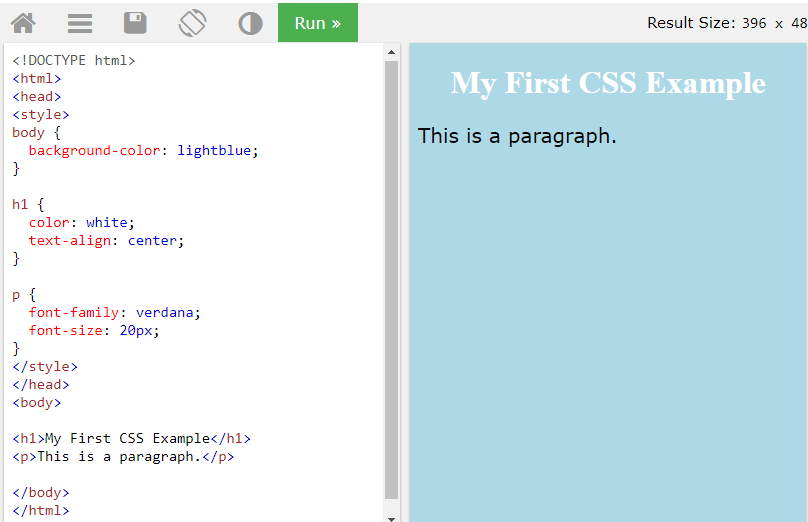 Run »
Result Size: 396 x 48
<!DOCTYPE html>
<html>
<head>
<style>
body {
  background-color: lightblue;
}

h1 {
  color: white;
  text-align: center;
}

p {
  font-family: verdana;
  font-size: 20px;
}
</style>
</head>
<body>

<h1>My First CSS Example</h1>
<p>This is a paragraph.</p>

</body>
</html>
My First CSS Example
This is a paragraph.